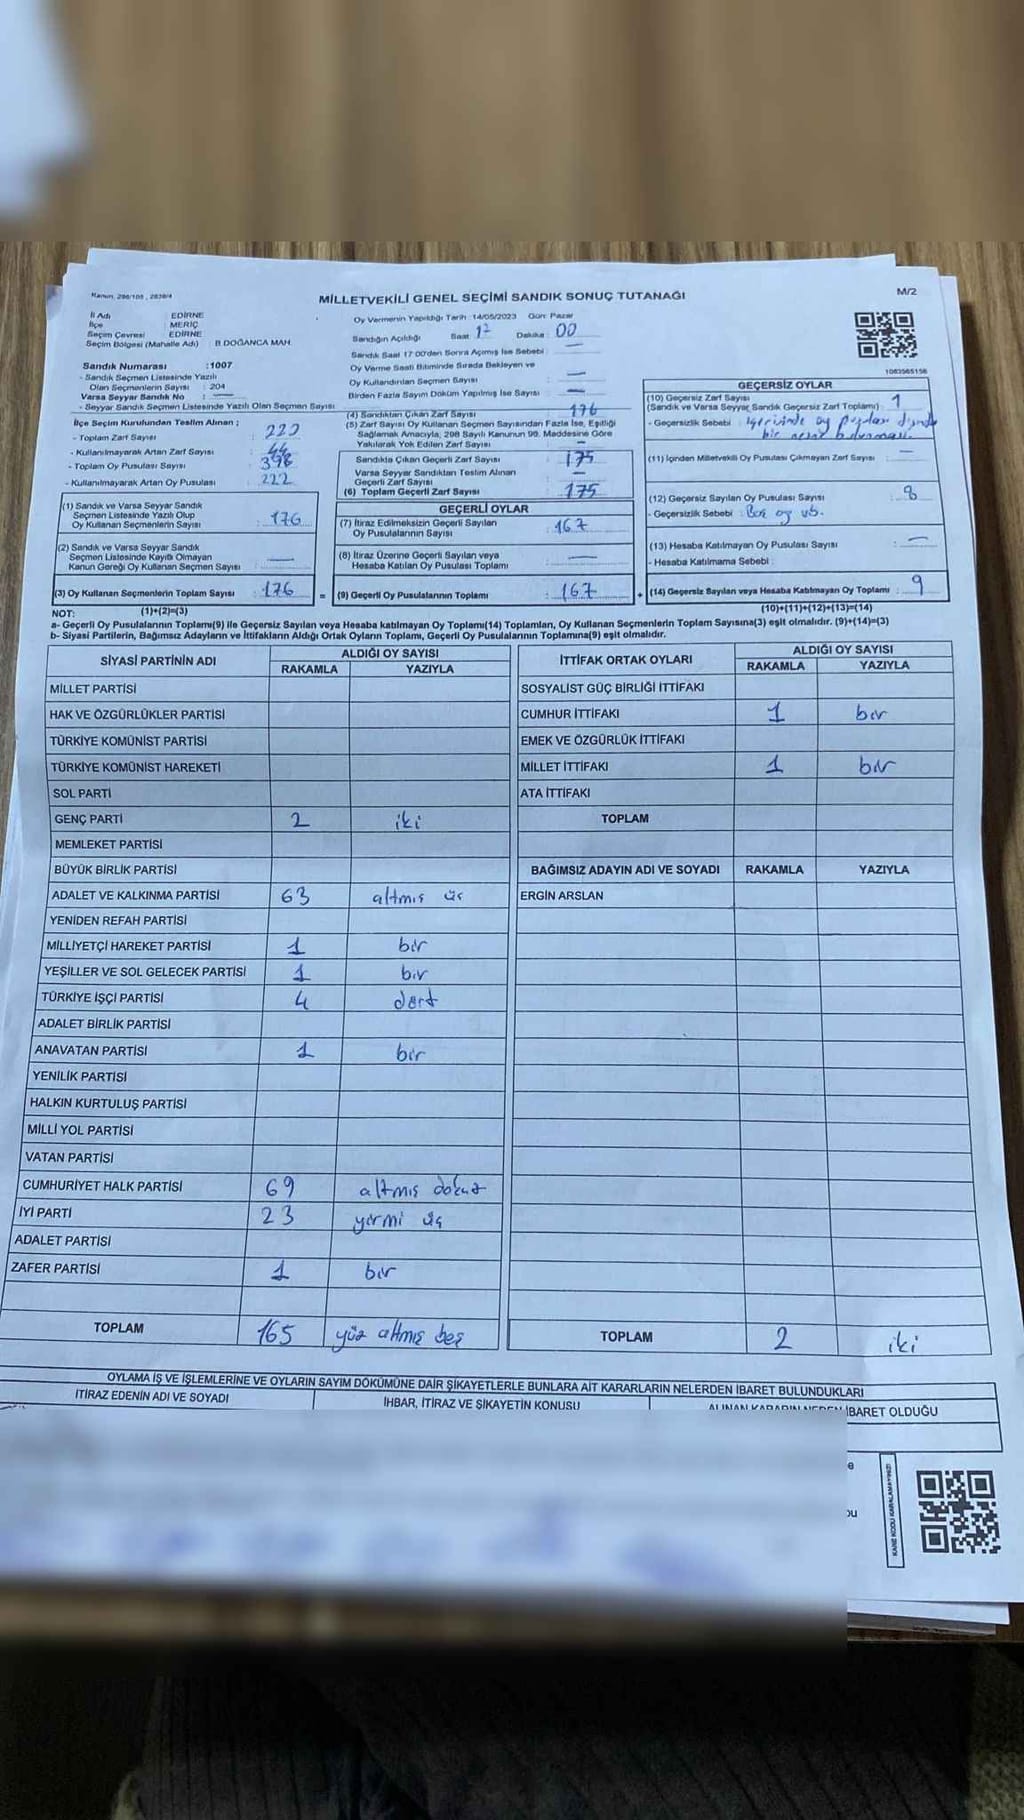 Kanun, 298/105 , 2839/4
MİLLETVEKİLİ GENEL SEÇİMİ SANDIK SONUÇ TUTANAĞI
M/2
İl Adı EDİRNE
İlçe MERİÇ
Seçim Çevresi EDİRNE
Seçim Bölgesi (Mahalle Adı) B.DOĞANCA MAH.
Sandık Numarası :1007
- Sandık Seçmen Listesinde Yazılı
Olan Seçmenlerin Sayısı : 204
Varsa Seyyar Sandık No : —
- Seyyar Sandık Seçmen Listesinde Yazılı Olan Seçmen Sayısı
İlçe Seçim Kurulundan Teslim Alınan ;
- Toplam Zarf Sayısı : 220
- Kullanılmayarak Artan Zarf Sayısı : 44
- Toplam Oy Pusulası Sayısı : 398
- Kullanılmayarak Artan Oy Pusulası : 222
Oy Vermenin Yapıldığı Tarih : 14/05/2023 Gün: Pazar
Sandığın Açıldığı Saat 17 Dakika : 00
Sandık Saat 17:00'den Sonra Açımış İse Sebebi : —
Oy Verme Saati Bitiminde Sırada Bekleyen ve
Oy Kullandırılan Seçmen Sayısı : —
Birden Fazla Sayım Döküm Yapılmış İse Sayısı : —
(4) Sandıktan Çıkan Zarf Sayısı : 176
(5) Zarf Sayısı Oy Kullanan Seçmen Sayısından Fazla İse, Eşitliği
Sağlamak Amacıyla, 298 Sayılı Kanunun 98. Maddesine Göre
Yakılarak Yok Edilen Zarf Sayısı : —
Sandıkta Çıkan Geçerli Zarf Sayısı : 175
Varsa Seyyar Sandıktan Teslim Alınan
Geçerli Zarf Sayısı : —
(6) Toplam Geçerli Zarf Sayısı : 175
1083565156
GEÇERSİZ OYLAR
(10) Geçersiz Zarf Sayısı
(Sandık ve Varsa Seyyar Sandık Geçersiz Zarf Toplamı) : 1
- Geçersizlik Sebebi : içerisinde oy pusulası dışında
bir
(11) İçinden Milletvekili Oy Pusulası Çıkmayan Zarf Sayısı : —
(12) Geçersiz Sayılan Oy Pusulası Sayısı : 8
- Geçersizlik Sebebi : Boş oy vb.
(13) Hesaba Katılmayan Oy Pusulası Sayısı : —
- Hesaba Katılmama Sebebi :
(14) Geçersiz Sayılan veya Hesaba Katılmayan Oy Toplamı : 9
(10)+(11)+(12)+(13)=(14)
(1) Sandık ve Varsa Seyyar Sandık
Seçmen Listesinde Yazılı Olup
Oy Kullanan Seçmenlerin Sayısı : 176
(2) Sandık ve Varsa Seyyar Sandık
Seçmen Listesinde Kayıtlı Olmayan
Kanun Gereği Oy Kullanan Seçmen Sayısı : —
(3) Oy Kullanan Seçmenlerin Toplam Sayısı : 176 =
GEÇERLİ OYLAR
(7) İtiraz Edilmeksizin Geçerli Sayılan
Oy Pusulalarının Sayısı : 167
(8) İtiraz Üzerine Geçerli Sayılan veya
Hesaba Katılan Oy Pusulası Toplamı : —
(9) Geçerli Oy Pusulalarının Toplamı : 167 +
NOT: (1)+(2)=(3)
a- Geçerli Oy Pusulalarının Toplamı(9) ile Geçersiz Sayılan veya Hesaba katılmayan Oy Toplamı(14) Toplamları, Oy Kullanan Seçmenlerin Toplam Sayısına(3) eşit olmalıdır. (9)+(14)=(3)
b- Siyasi Partilerin, Bağımsız Adayların ve İttifakların Aldığı Ortak Oyların Toplamı, Geçerli Oy Pusulalarının Toplamına(9) eşit olmalıdır.
SİYASİ PARTİNİN ADI ALDIĞI OY SAYISI
RAKAMLA YAZIYLA
MİLLET PARTİSİ
HAK VE ÖZGÜRLÜKLER PARTİSİ
TÜRKİYE KOMÜNİST PARTİSİ
TÜRKİYE KOMÜNİST HAREKETİ
SOL PARTİ
GENÇ PARTİ 2 iki
MEMLEKET PARTİSİ
BÜYÜK BİRLİK PARTİSİ
ADALET VE KALKINMA PARTİSİ 63 altmış üç
YENİDEN REFAH PARTİSİ
MİLLİYETÇİ HAREKET PARTİSİ 1 bir
YEŞİLLER VE SOL GELECEK PARTİSİ 1 bir
TÜRKİYE İŞÇİ PARTİSİ 4 dört
ADALET BİRLİK PARTİSİ
ANAVATAN PARTİSİ 1 bir
YENİLİK PARTİSİ
HALKIN KURTULUŞ PARTİSİ
MİLLİ YOL PARTİSİ
VATAN PARTİSİ
CUMHURİYET HALK PARTİSİ 69 altmış dokuz
İYİ PARTİ 23 yirmi üç
ADALET PARTİSİ
ZAFER PARTİSİ 1 bir
TOPLAM 165 yüz altmış beş
İTTİFAK ORTAK OYLARI ALDIĞI OY SAYISI
RAKAMLA YAZIYLA
SOSYALİST GÜÇ BİRLİĞİ İTTİFAKI
CUMHUR İTTİFAKI 1 bir
EMEK VE ÖZGÜRLÜK İTTİFAKI
MİLLET İTTİFAKI 1 bir
ATA İTTİFAKI
TOPLAM
BAĞIMSIZ ADAYIN ADI VE SOYADI RAKAMLA YAZIYLA
ERGİN ARSLAN
TOPLAM 2 iki
OYLAMA İŞ VE İŞLEMLERİNE VE OYLARIN SAYIM DÖKÜMÜNE DAİR ŞİKAYETLERLE BUNLARA AİT KARARLARIN NELERDEN İBARET BULUNDUKLARI
İTİRAZ EDENİN ADI VE SOYADI İHBAR, İTİRAZ VE ŞİKAYETİN KONUSU ALINAN KARARIN NEDEN İBARET OLDUĞU
KARE KODU KARALAMAYINIZ!